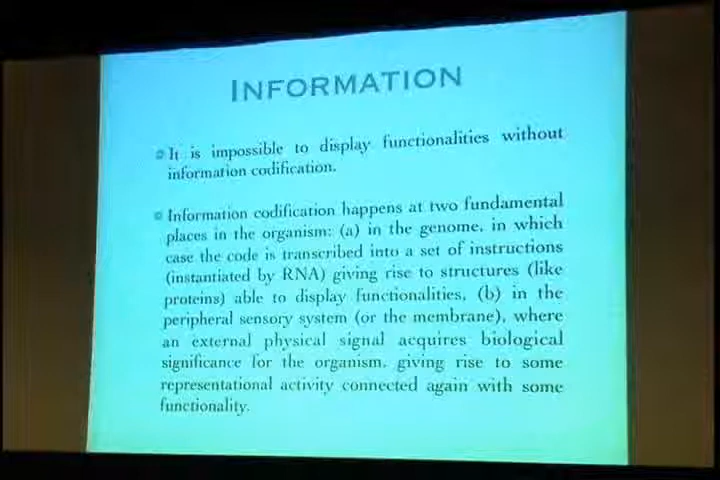 INFORMATION
It is impossible to display functionalities without
information codification.
Information codification happens at two fundamental
places in the organism: (a) in the genome, in which
case the code is transcribed into a set of instructions
(instantiated by RNA) giving rise to structures (like
proteins) able to display functionalities, (b) in the
peripheral sensory system (or the membrane), where
an external physical signal acquires biological
significance for the organism, giving rise to some
representational activity connected again with some
functionality.